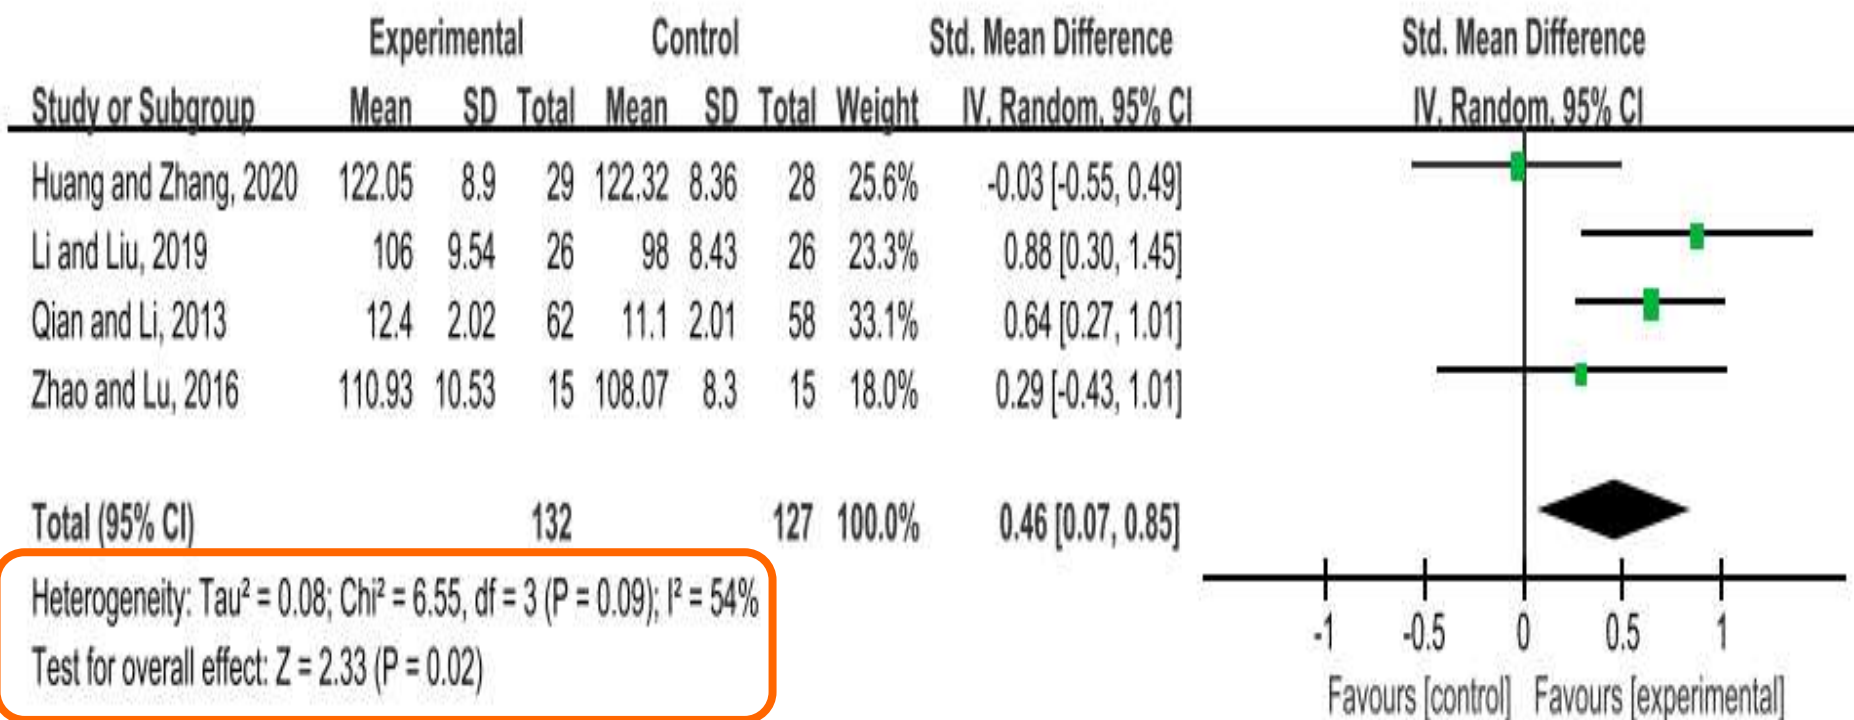 Experimental Control Std. Mean Difference Std. Mean Difference
Study or Subgroup Mean SD Total Mean SD Total Weight IV. Random. 95% CI IV. Random. 95% CI
Huang and Zhang, 2020 122.05 8.9 29 122.32 8.36 28 25.6% -0.03 [-0.55, 0.49]
Li and Liu, 2019 106 9.54 26 98 8.43 26 23.3% 0.88 [0.30, 1.45]
Qian and Li, 2013 12.4 2.02 62 11.1 2.01 58 33.1% 0.64 [0.27, 1.01]
Zhao and Lu, 2016 110.93 10.53 15 108.07 8.3 15 18.0% 0.29 [-0.43, 1.01]
Total (95% CI) 132 127 100.0% 0.46 [0.07, 0.85]
Heterogeneity: Tau² = 0.08; Chi² = 6.55, df = 3 (P = 0.09); I² = 54%
Test for overall effect: Z = 2.33 (P = 0.02)
-1 -0.5 0 0.5 1
Favours [control] Favours [experimental]